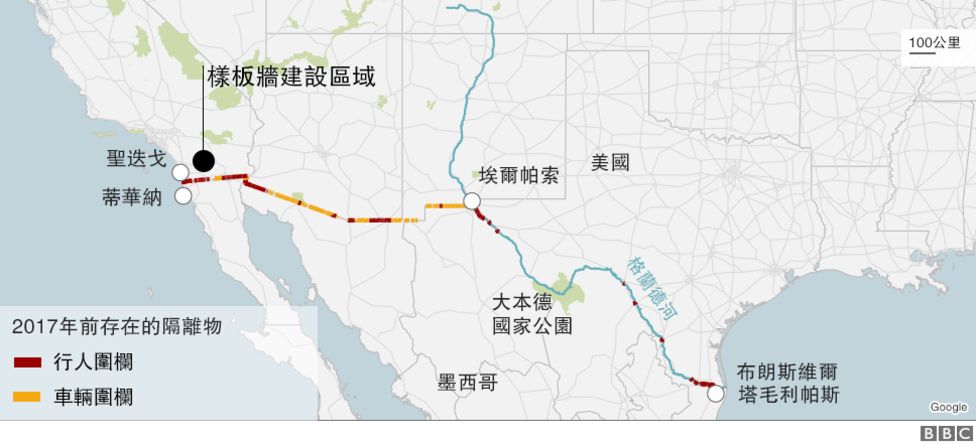 100公里
樣板牆建設區域
聖迭戈
蒂華納
埃爾帕索
美國
格蘭德河
大本德
國家公園
2017年前存在的隔離物
行人圍欄
車輛圍欄
墨西哥
布朗斯維爾
塔毛利帕斯
Google
BBC